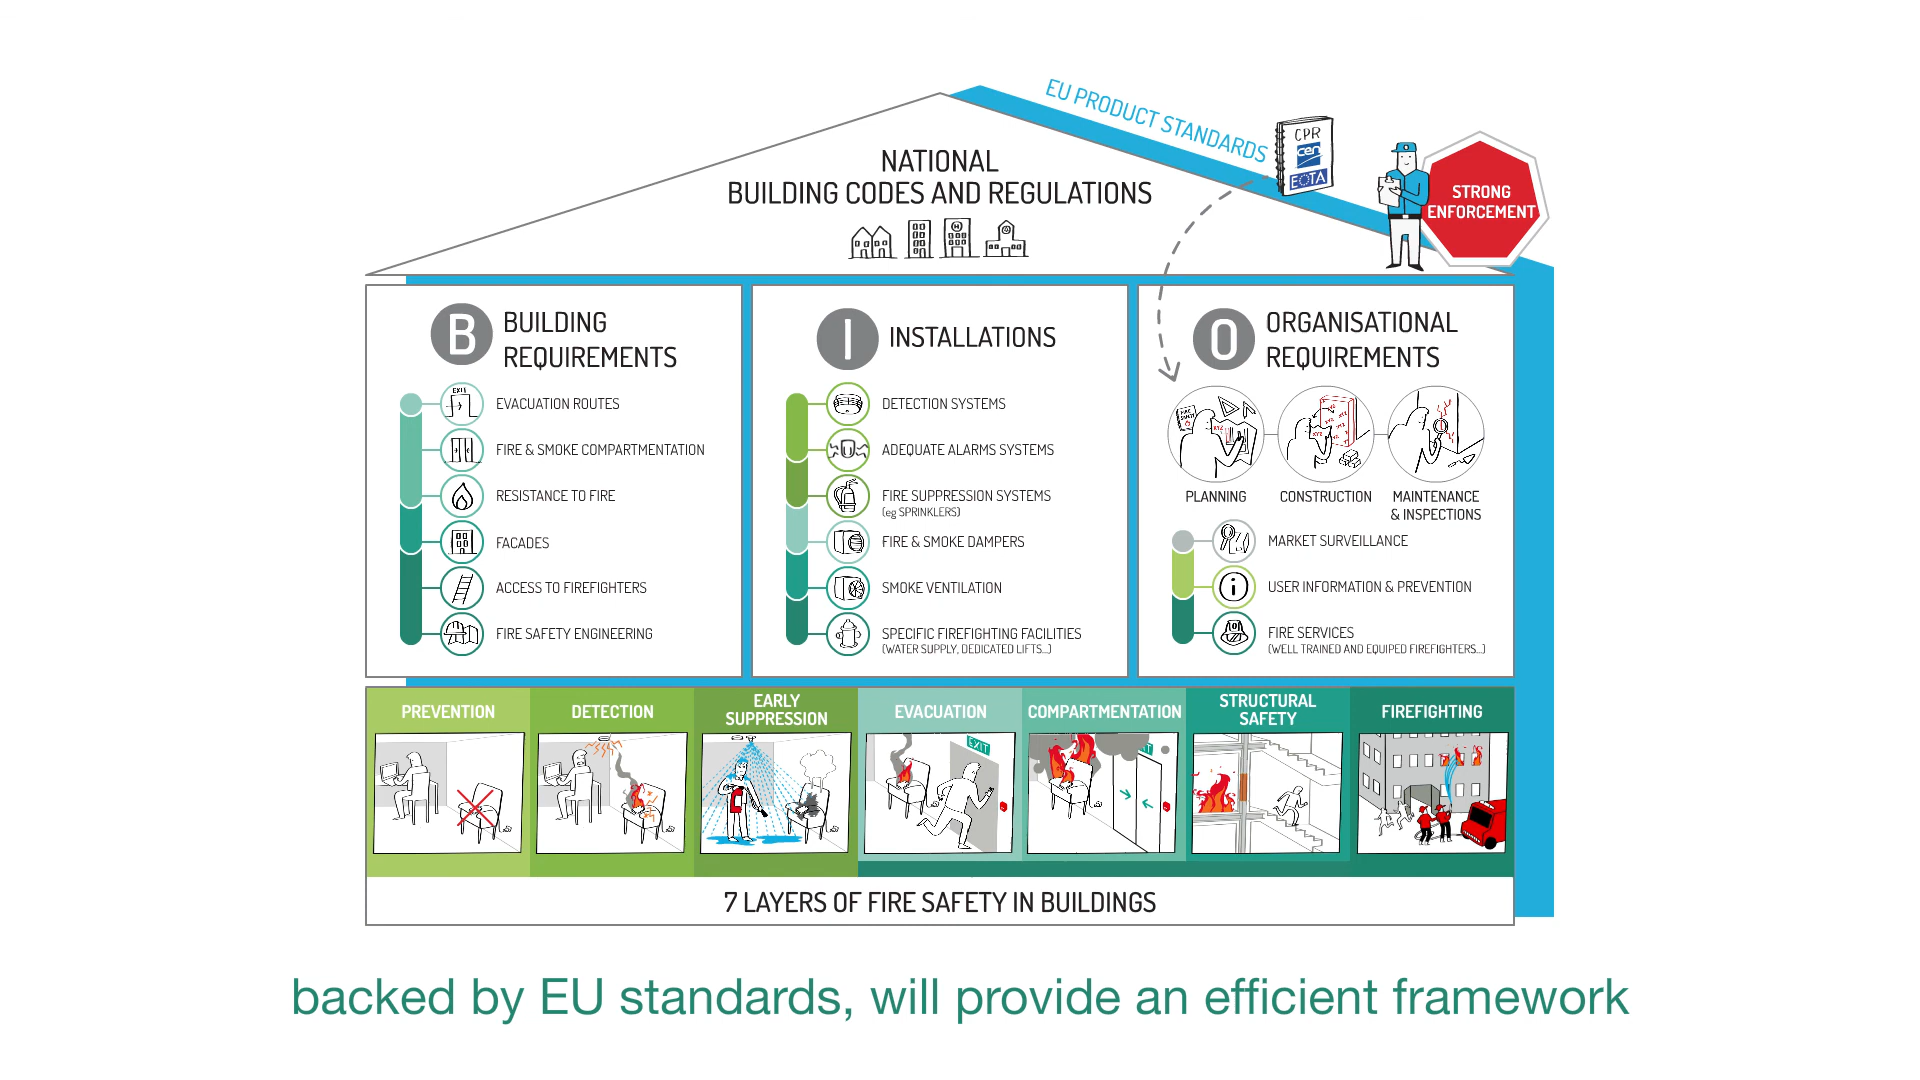 EU PRODUCT STANDARDS
CPR
cen
EOTA
STRONG
ENFORCEMENT
NATIONAL
BUILDING CODES AND REGULATIONS
H
B
BUILDING
REQUIREMENTS
EXIT
EVACUATION ROUTES
FIRE & SMOKE COMPARTMENTATION
RESISTANCE TO FIRE
FACADES
ACCESS TO FIREFIGHTERS
FIRE SAFETY ENGINEERING
I
INSTALLATIONS
DETECTION SYSTEMS
ADEQUATE ALARMS SYSTEMS
FIRE SUPPRESSION SYSTEMS
(eg SPRINKLERS)
FIRE & SMOKE DAMPERS
SMOKE VENTILATION
SPECIFIC FIREFIGHTING FACILITIES
(WATER SUPPLY, DEDICATED LIFTS...)
O
ORGANISATIONAL
REQUIREMENTS
PLANNING
CONSTRUCTION
MAINTENANCE
& INSPECTIONS
MARKET SURVEILLANCE
i
USER INFORMATION & PREVENTION
FIRE SERVICES
(WELL TRAINED AND EQUIPED FIREFIGHTERS...)
PREVENTION
DETECTION
EARLY
SUPPRESSION
EVACUATION
COMPARTMENTATION
STRUCTURAL
SAFETY
FIREFIGHTING
EXIT
7 LAYERS OF FIRE SAFETY IN BUILDINGS
backed by EU standards, will provide an efficient framework